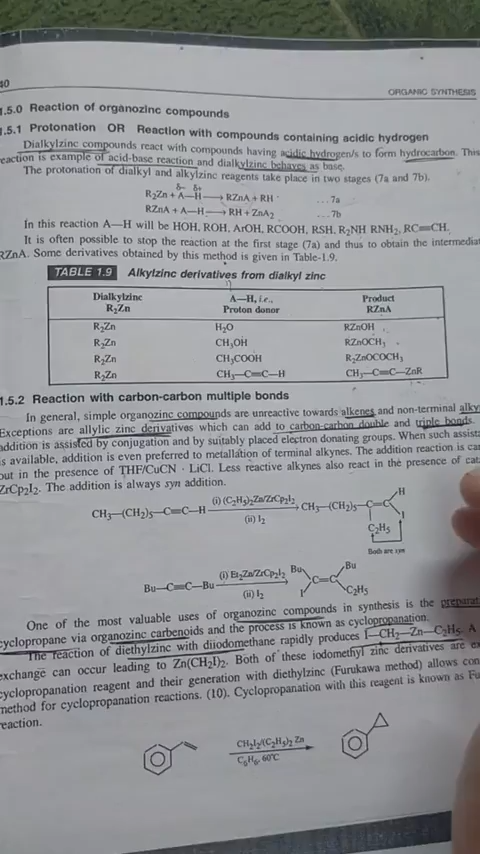 40
ORGANIC SYNTHESIS
1.5.0 Reaction of organozinc compounds
1.5.1 Protonation OR Reaction with compounds containing acidic hydrogen
Dialkylzinc compounds react with compounds having acidic hydrogen/s to form hydrocarbon. This
reaction is example of acid-base reaction and dialkylzinc behaves as base.
The protonation of dialkyl and alkylzinc reagents take place in two stages (7a and 7b).
δ– δ+
R₂Zn + A—H ⟶ RZnA + RH ...7a
RZnA + A—H ⟶ RH + ZnA₂ ...7b
In this reaction A—H will be HOH, ROH, ArOH, RCOOH, RSH, R₂NH RNH₂, RC≡CH.
It is often possible to stop the reaction at the first stage (7a) and thus to obtain the intermediat
RZnA. Some derivatives obtained by this method is given in Table-1.9.
TABLE 1.9 Alkylzinc derivatives from dialkyl zinc
Dialkylzinc A—H, i.e., Product
R₂Zn Proton donor RZnA
R₂Zn H₂O RZnOH
R₂Zn CH₃OH RZnOCH₃
R₂Zn CH₃COOH R₂ZnOCOCH₃
R₂Zn CH₃—C≡C—H CH₃—C≡C—ZnR
1.5.2 Reaction with carbon-carbon multiple bonds
In general, simple organozinc compounds are unreactive towards alkenes and non-terminal alky
Exceptions are allylic zinc derivatives which can add to carbon-carbon double and triple bonds.
addition is assisted by conjugation and by suitably placed electron donating groups. When such assist
is available, addition is even preferred to metallation of terminal alkynes. The addition reaction is car
out in the presence of THF/CuCN · LiCl. Less reactive alkynes also react in the presence of cata
ZrCp₂I₂. The addition is always syn addition.
CH₃—(CH₂)₅—C≡C—H (i) (C₂H₅)₂Zn/ZrCp₂I₂ (ii) I₂ CH₃—(CH₂)₅—C=C H I C₂H₅
Both are syn
Bu—C≡C—Bu (i) Et₂Zn/ZrCp₂I₂ (ii) I₂ Bu I C=C Bu C₂H₅
One of the most valuable uses of organozinc compounds in synthesis is the preparat
cyclopropane via organozinc carbenoids and the process is known as cyclopropanation.
The reaction of diethylzinc with diiodomethane rapidly produces I—CH₂—Zn—C₂H₅. A
exchange can occur leading to Zn(CH₂I)₂. Both of these iodomethyl zinc derivatives are ex
cyclopropanation reagent and their generation with diethylzinc (Furukawa method) allows con
method for cyclopropanation reactions. (10). Cyclopropanation with this reagent is known as Fu
reaction.
CH₂I₂/(C₂H₅)₂ Zn
C₆H₆, 60°C